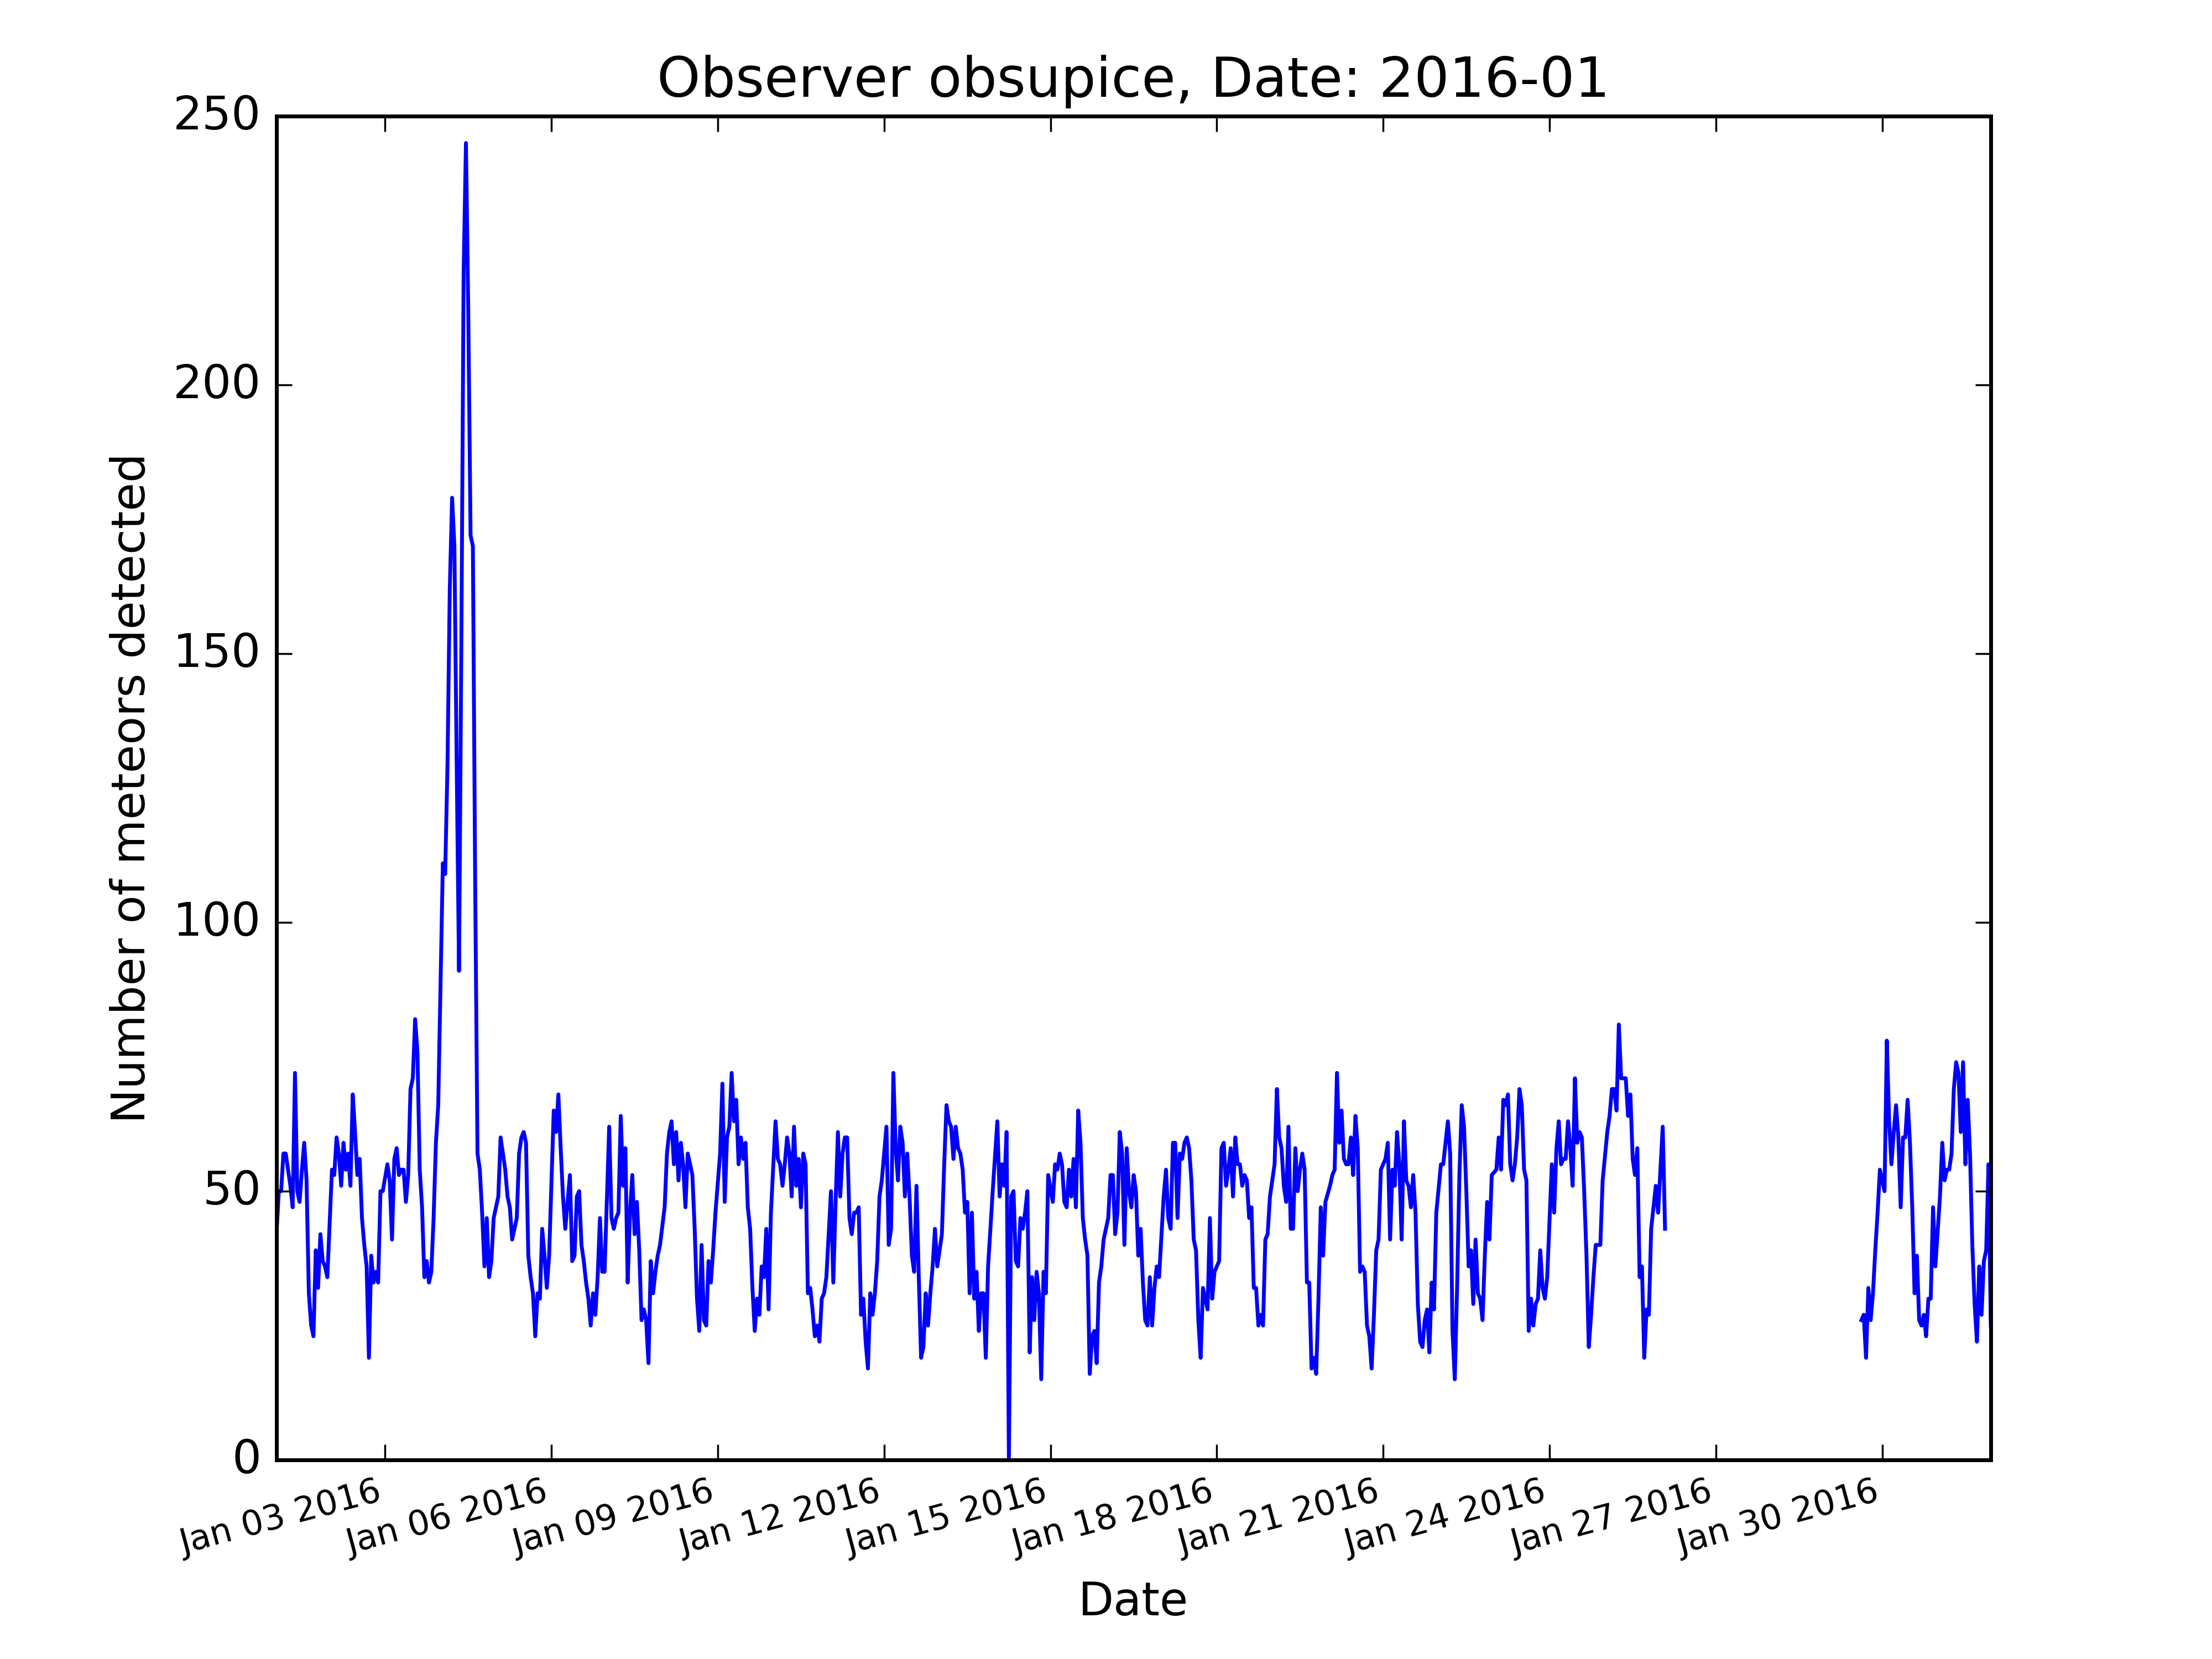 Observer obsupice, Date: 2016-01
250
200
150
100
50
0
Number of meteors detected
Jan 03 2016
Jan 06 2016
Jan 09 2016
Jan 12 2016
Jan 15 2016
Jan 18 2016
Jan 21 2016
Jan 24 2016
Jan 27 2016
Jan 30 2016
Date